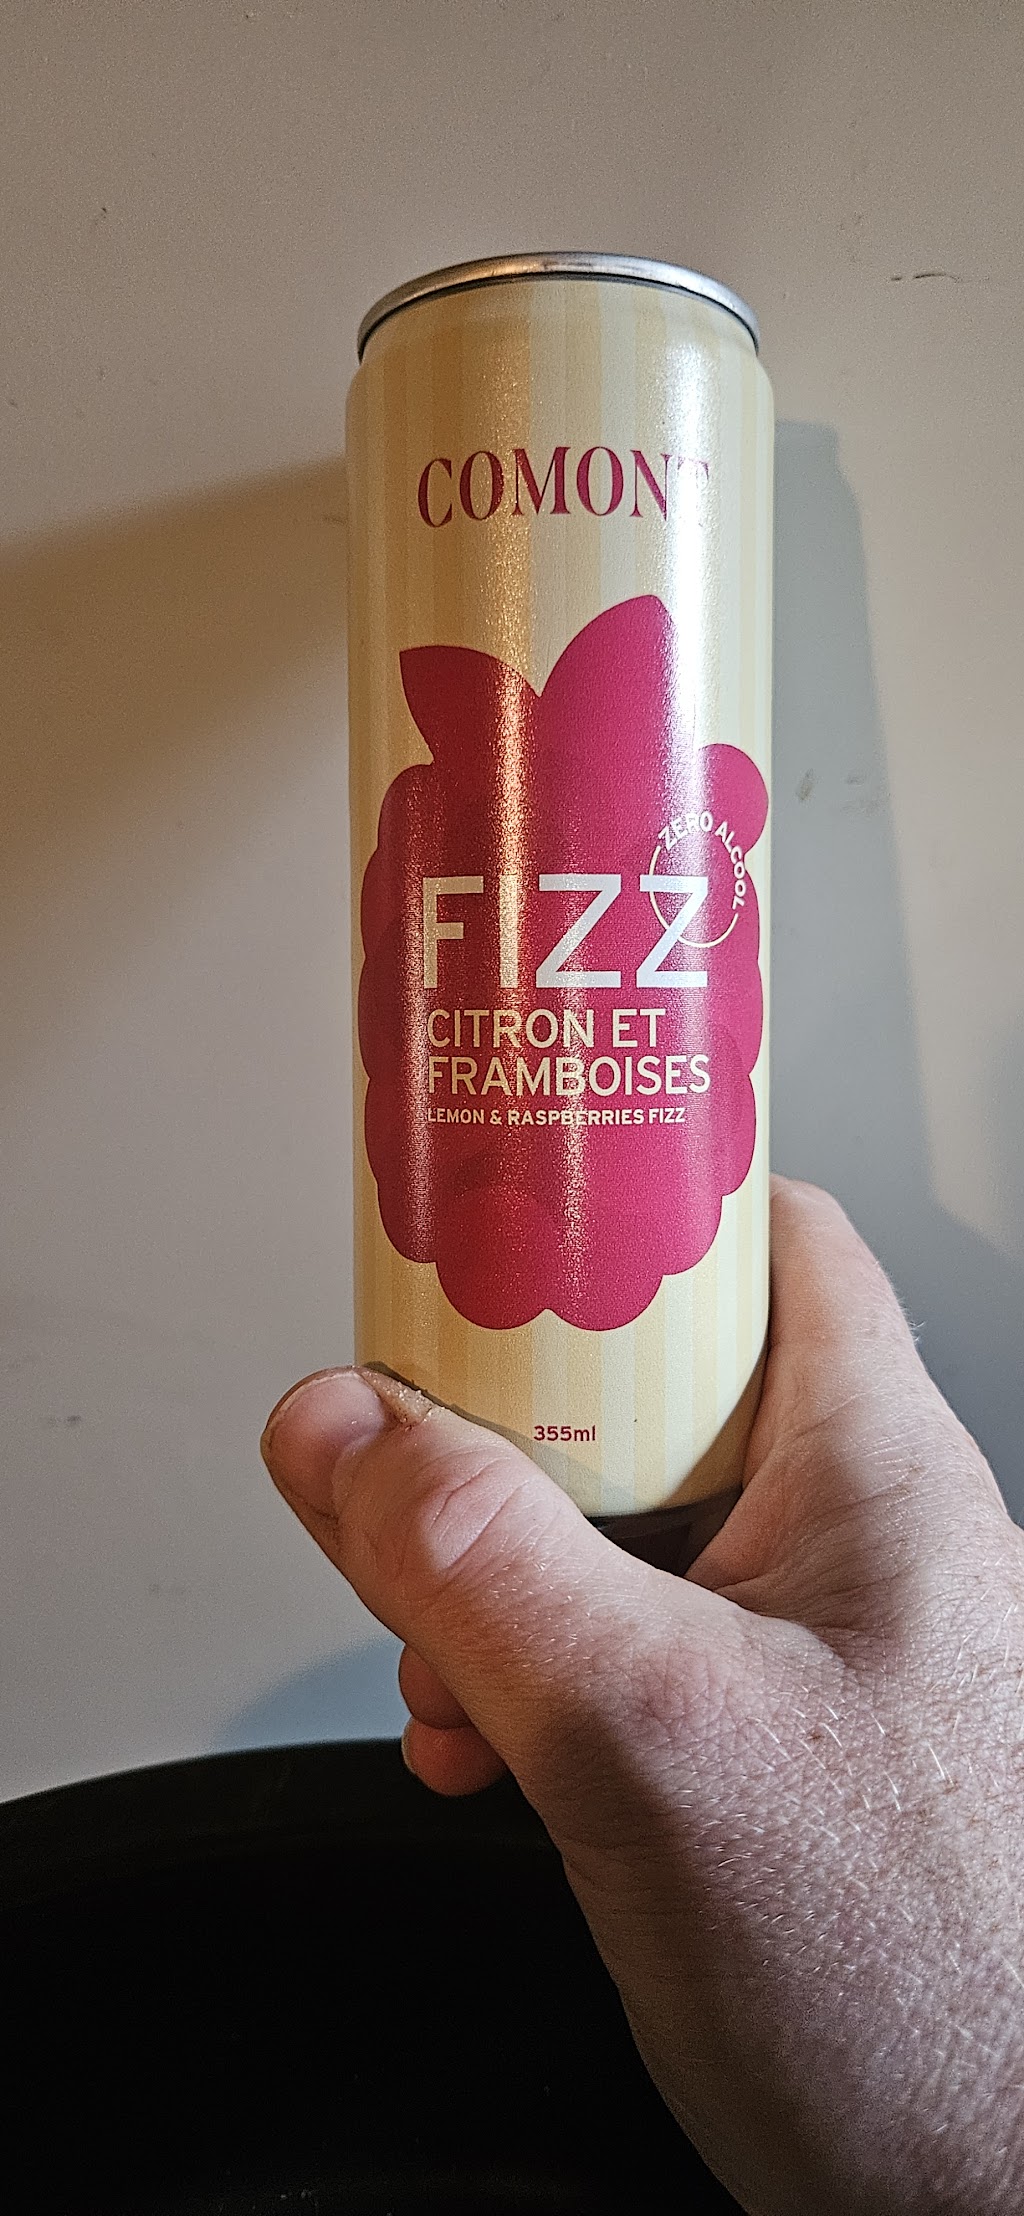 COMONT
ZERO ALCOOL
FIZZ
CITRON ET
FRAMBOISES
LEMON & RASPBERRIES FIZZ
355ml